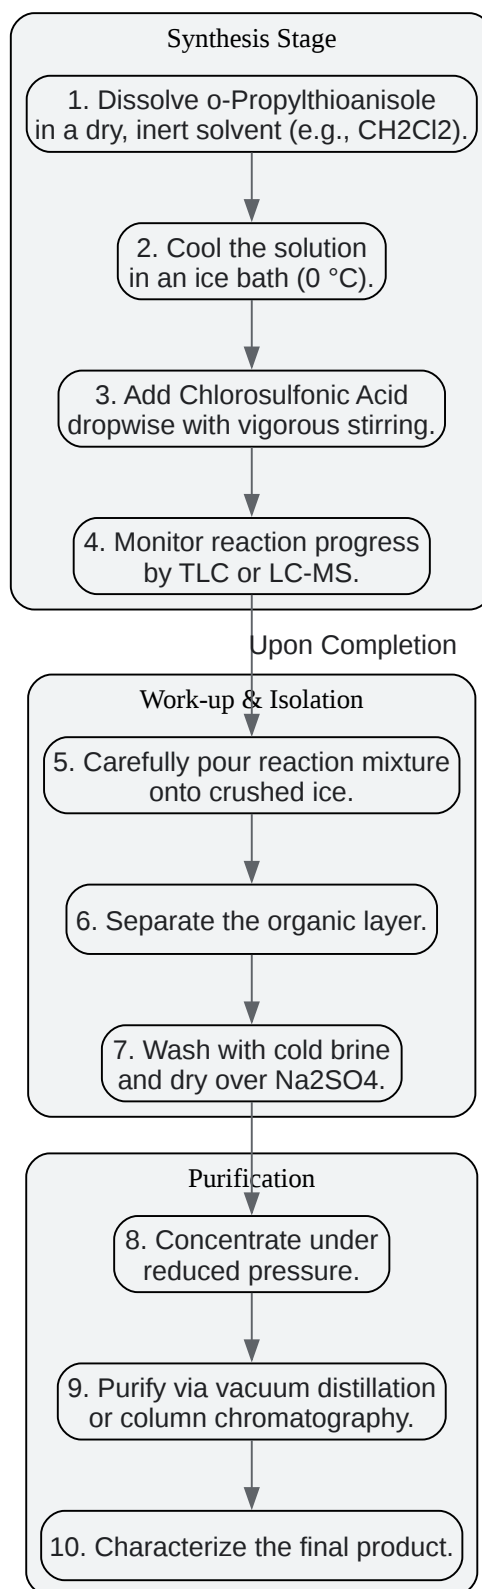 Synthesis Stage
1. Dissolve o-Propylthioanisole
in a dry, inert solvent (e.g., CH2Cl2).
2. Cool the solution
in an ice bath (0 °C).
3. Add Chlorosulfonic Acid
dropwise with vigorous stirring.
4. Monitor reaction progress
by TLC or LC-MS.
Upon Completion
Work-up & Isolation
5. Carefully pour reaction mixture
onto crushed ice.
6. Separate the organic layer.
7. Wash with cold brine
and dry over Na2SO4.
Purification
8. Concentrate under
reduced pressure.
9. Purify via vacuum distillation
or column chromatography.
10. Characterize the final product.